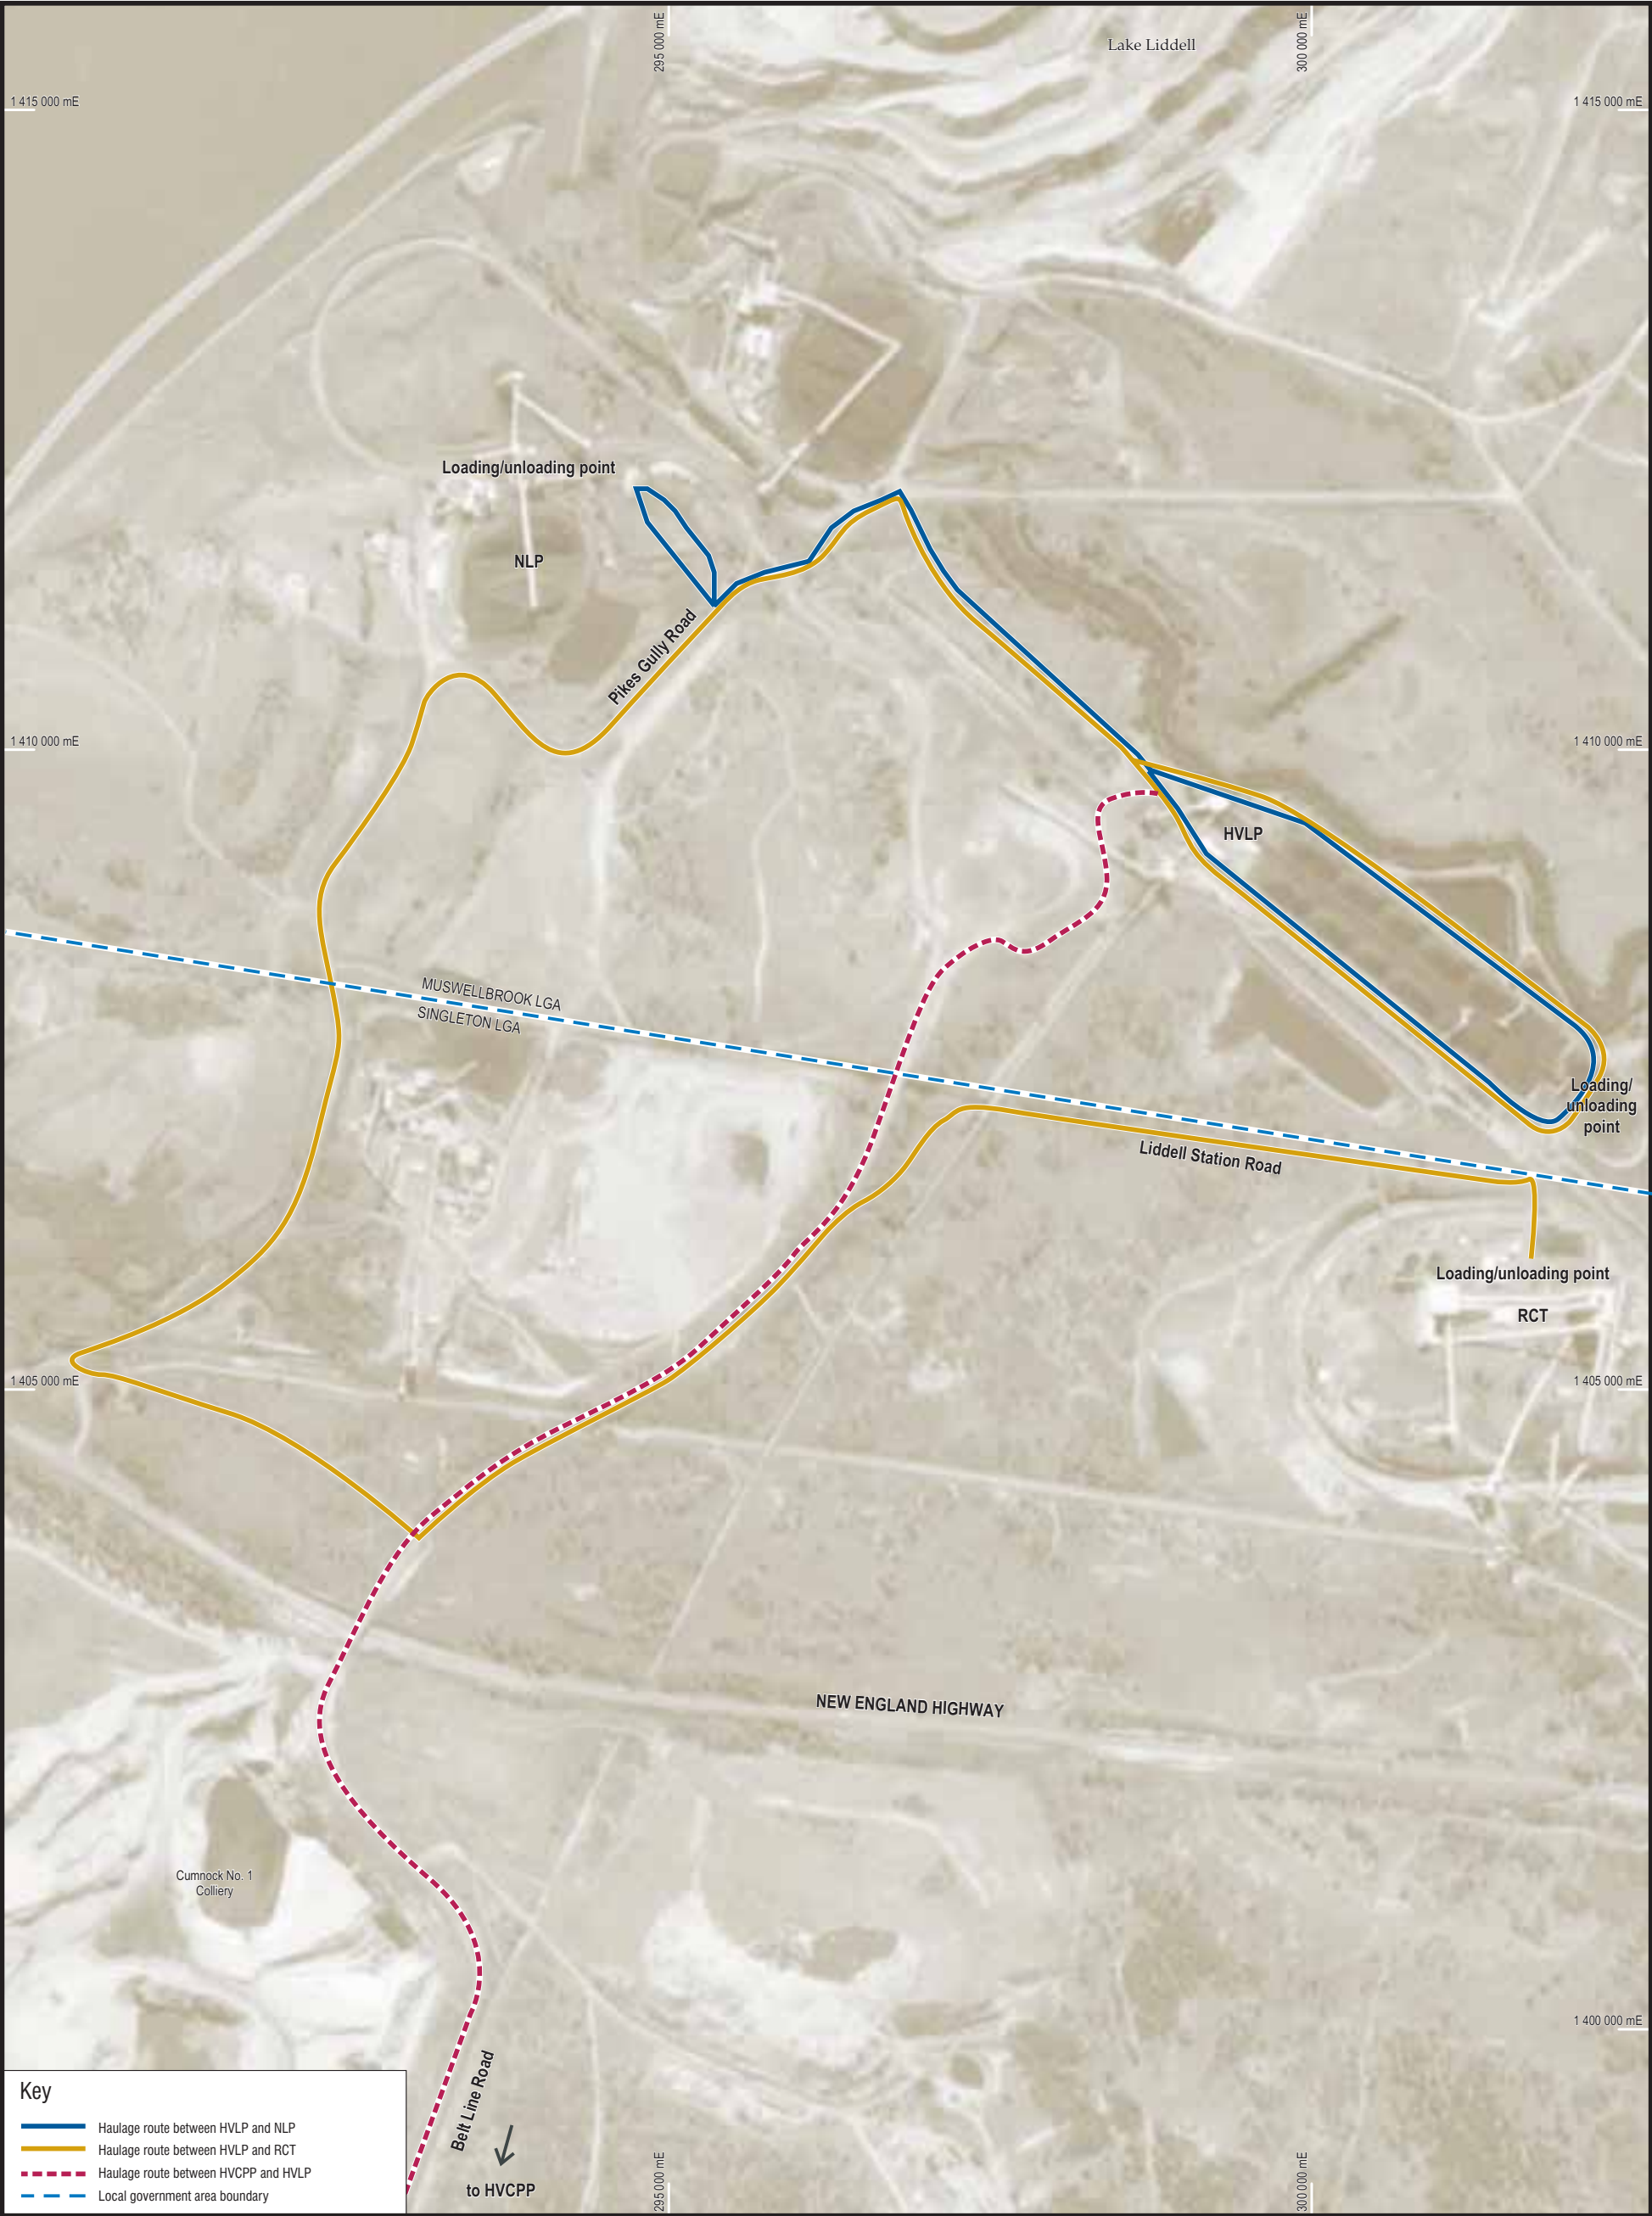 295 000 mE
300 000 mE
Lake Liddell
1 415 000 mE
1 415 000 mE
Loading/unloading point
NLP
Pikes Gully Road
1 410 000 mE
1 410 000 mE
HVLP
MUSWELLBROOK LGA
SINGLETON LGA
Loading/
unloading
point
Liddell Station Road
Loading/unloading point
RCT
1 405 000 mE
1 405 000 mE
NEW ENGLAND HIGHWAY
Cumnock No. 1
Colliery
1 400 000 mE
Belt Line Road
to HVCPP
295 000 mE
300 000 mE
Key
Haulage route between HVLP and NLP
Haulage route between HVLP and RCT
Haulage route between HVCPP and HVLP
Local government area boundary